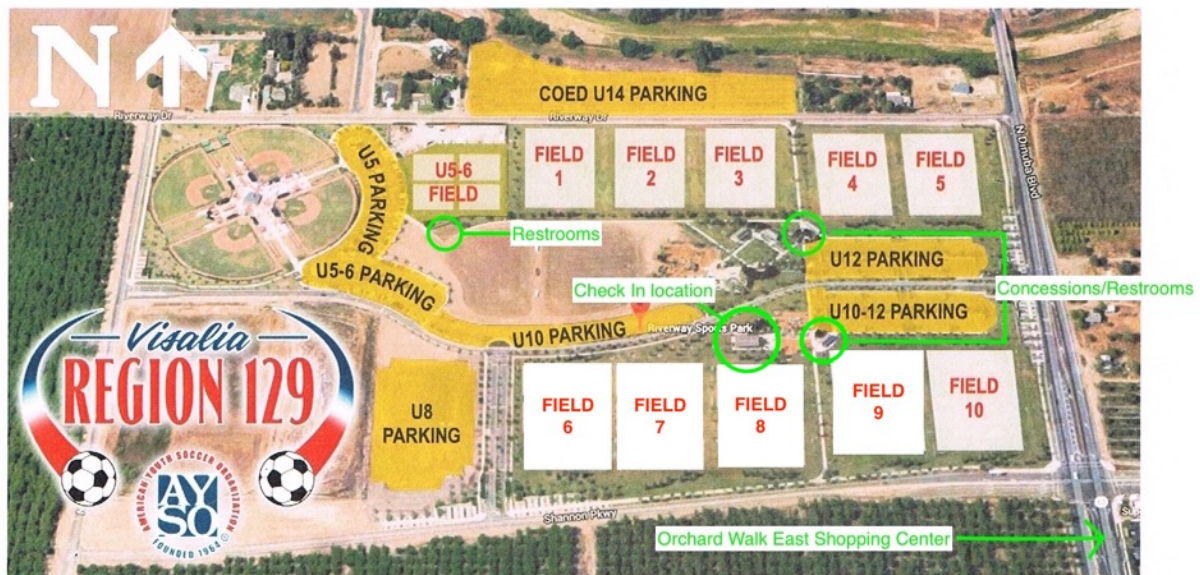 N
COED U14 PARKING
Riverway Dr
Riverway Dr
N Dinuba Blvd
U5 PARKING
U5-6
FIELD
FIELD
1
FIELD
2
FIELD
3
FIELD
4
FIELD
5
Restrooms
U12 PARKING
U5-6 PARKING
Check In location
Concessions/Restrooms
U10-12 PARKING
U10 PARKING
Riverway Sports Park
Visalia
REGION 129
AMERICAN YOUTH SOCCER ORGANIZATION
AYSO
FOUNDED 1964
U8
PARKING
FIELD
6
FIELD
7
FIELD
8
FIELD
9
FIELD
10
Shannon Pkwy
Orchard Walk East Shopping Center